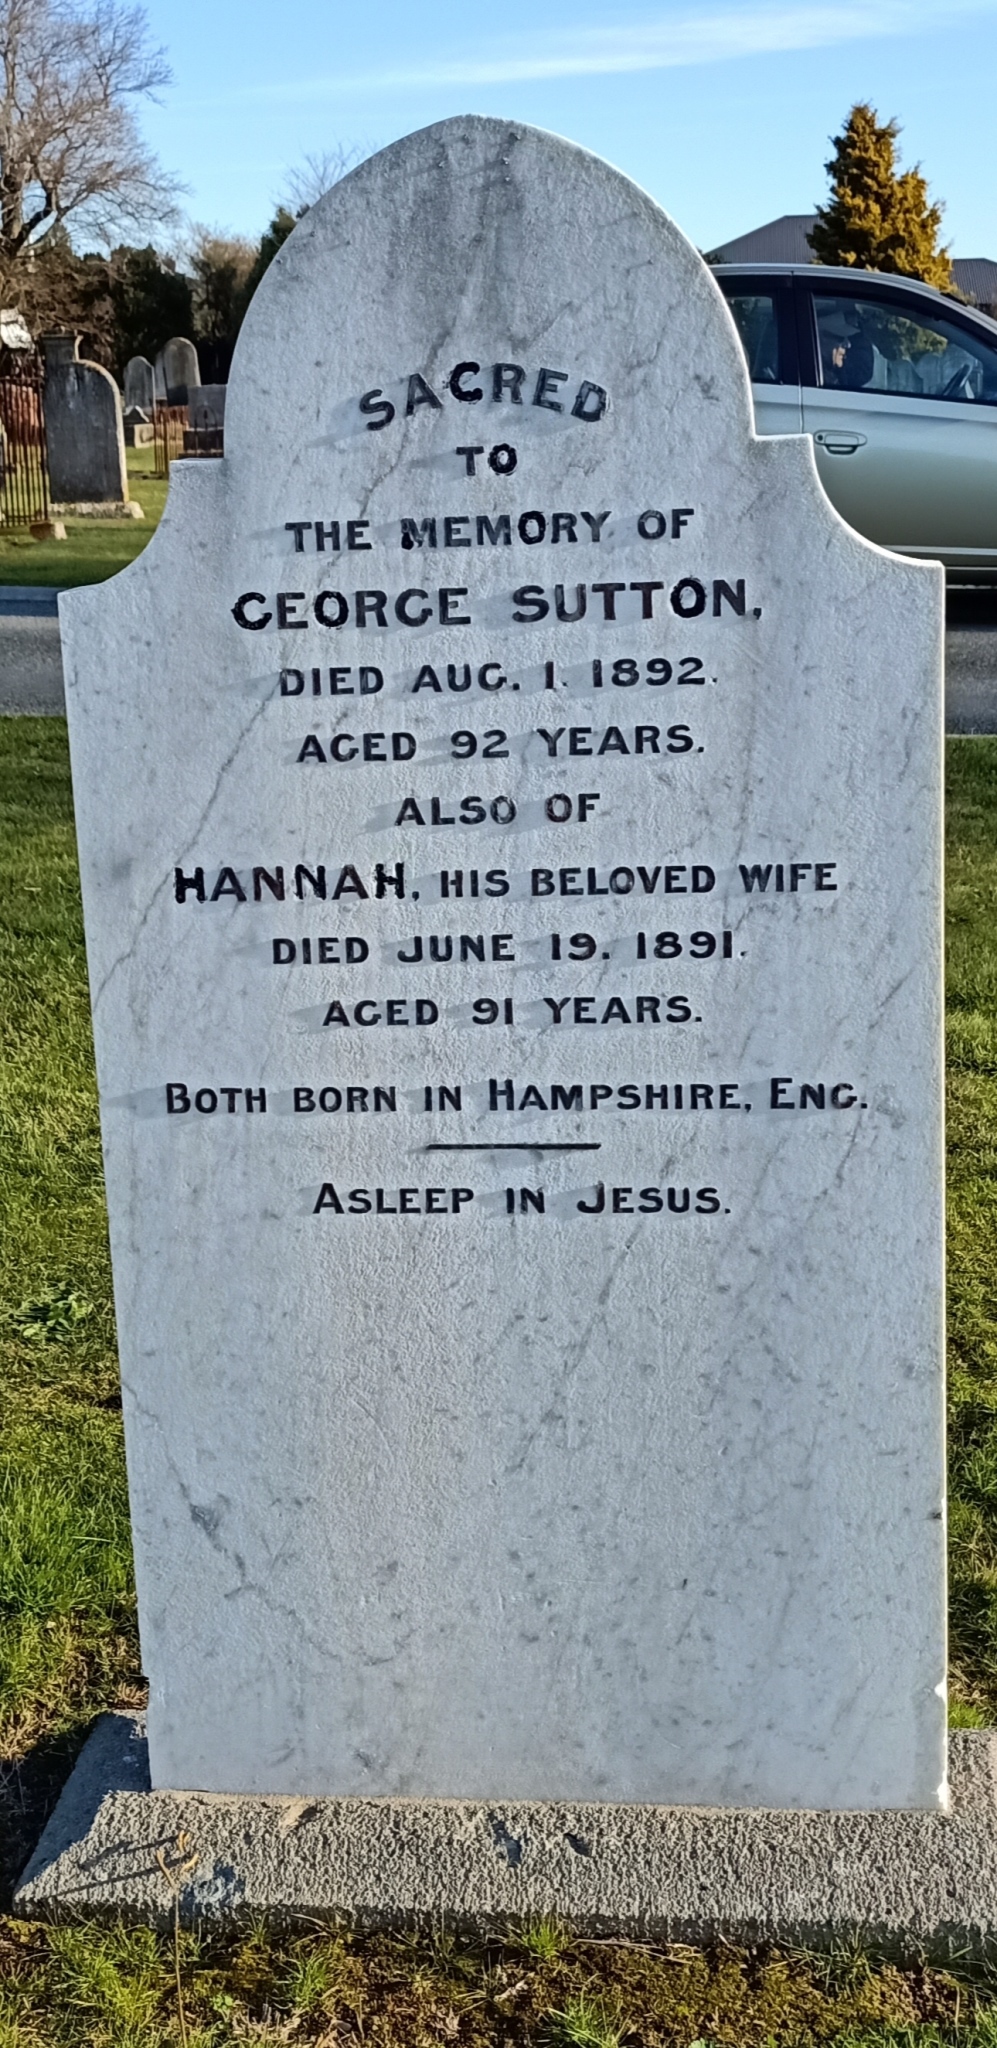 SACRED
TO
THE MEMORY OF
GEORGE SUTTON,
DIED AUG. 1. 1892.
AGED 92 YEARS.
ALSO OF
HANNAH, HIS BELOVED WIFE
DIED JUNE 19. 1891.
AGED 91 YEARS.
BOTH BORN IN HAMPSHIRE, ENG.
ASLEEP IN JESUS.